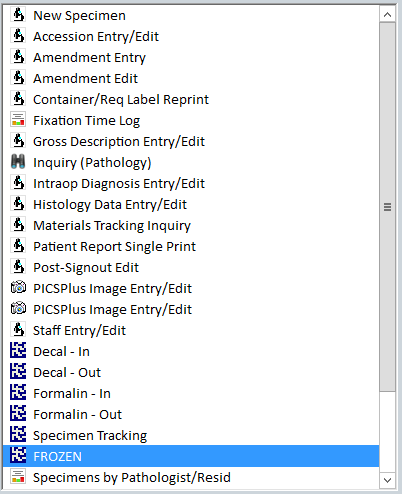 New Specimen
Accession Entry/Edit
Amendment Entry
Amendment Edit
Container/Req Label Reprint
Fixation Time Log
Gross Description Entry/Edit
Inquiry (Pathology)
Intraop Diagnosis Entry/Edit
Histology Data Entry/Edit
Materials Tracking Inquiry
Patient Report Single Print
Post-Signout Edit
PICSPlus Image Entry/Edit
PICSPlus Image Entry/Edit
Staff Entry/Edit
Decal - In
Decal - Out
Formalin - In
Formalin - Out
Specimen Tracking
FROZEN
Specimens by Pathologist/Resid